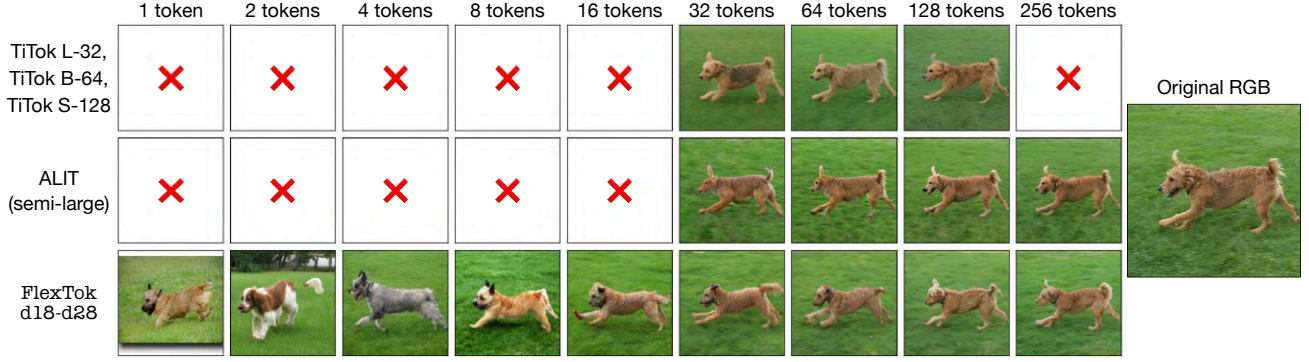 1 token 2 tokens 4 tokens 8 tokens 16 tokens 32 tokens 64 tokens 128 tokens 256 tokens
TiTok L-32,
TiTok B-64,
TiTok S-128
Original RGB
ALIT
(semi-large)
FlexTok
d18-d28